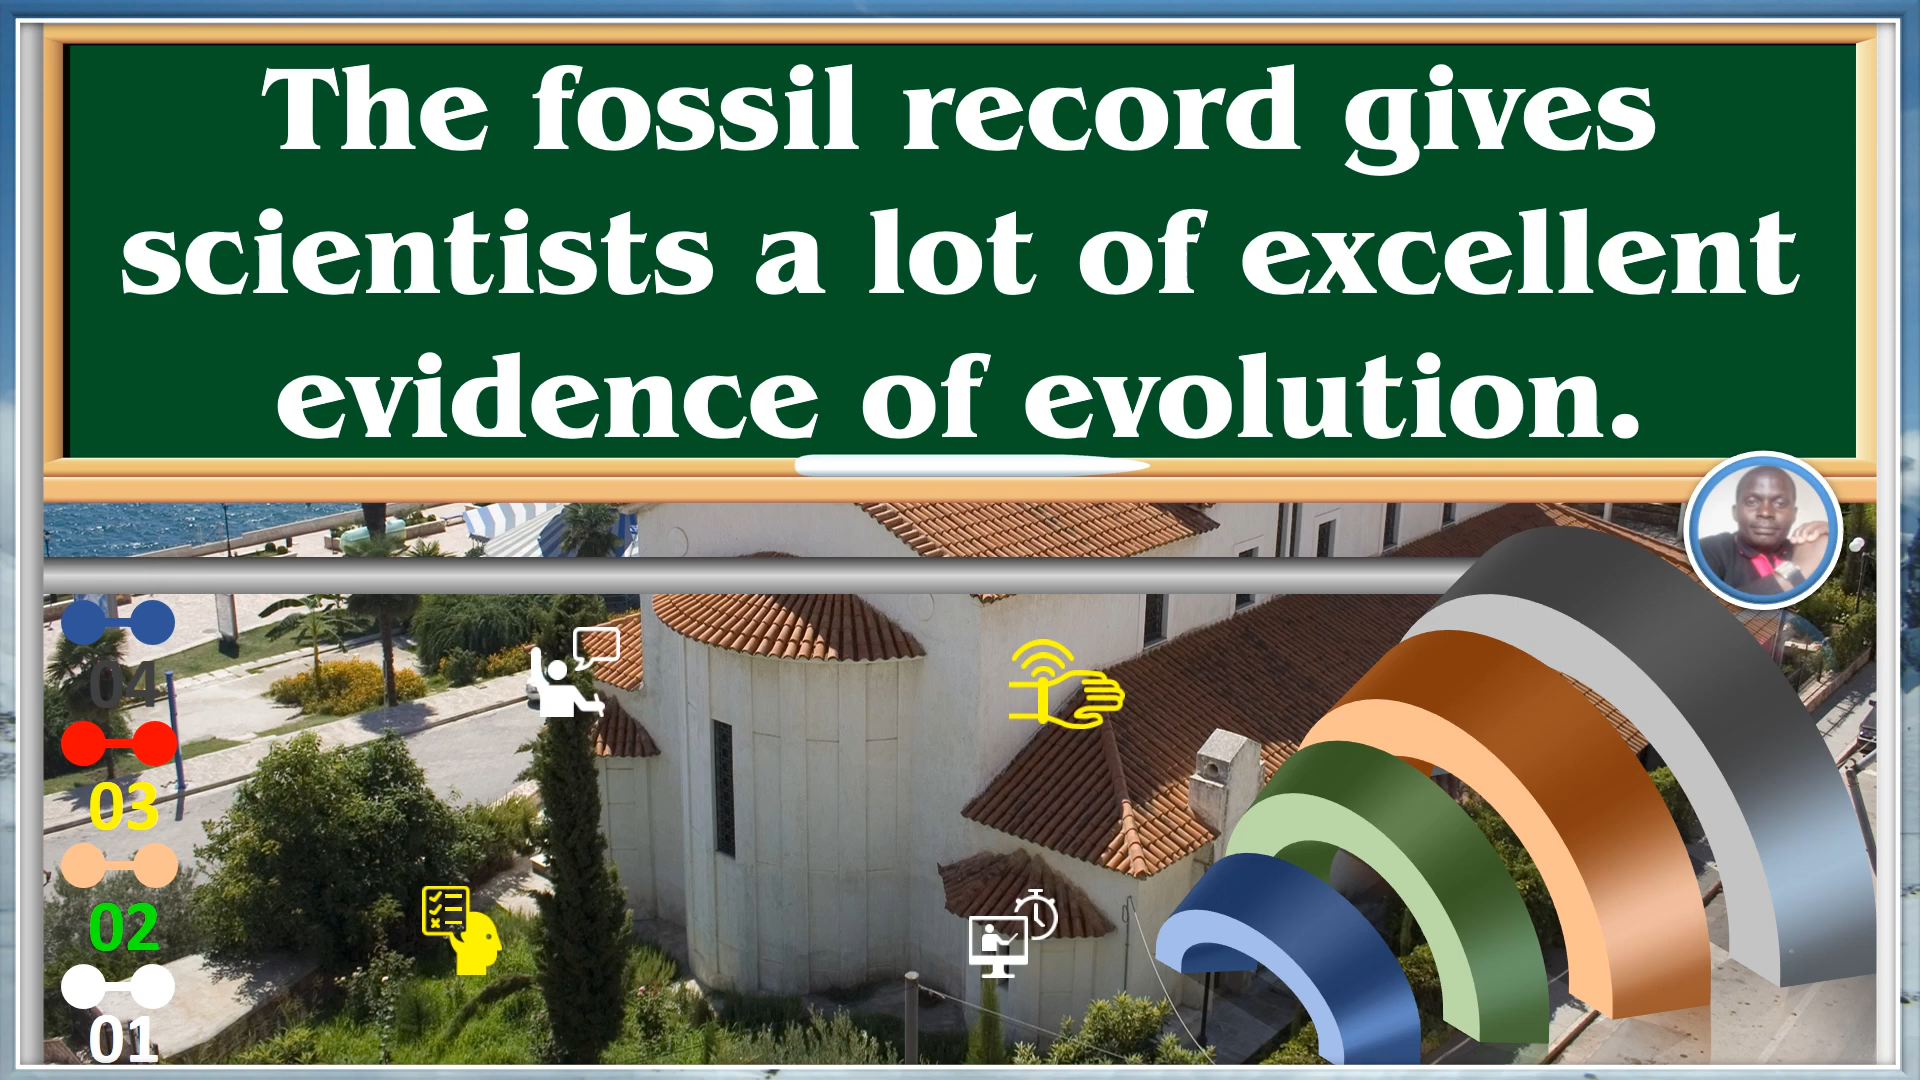 The fossil record gives
scientists a lot of excellent
evidence of evolution.
04
03
02
01